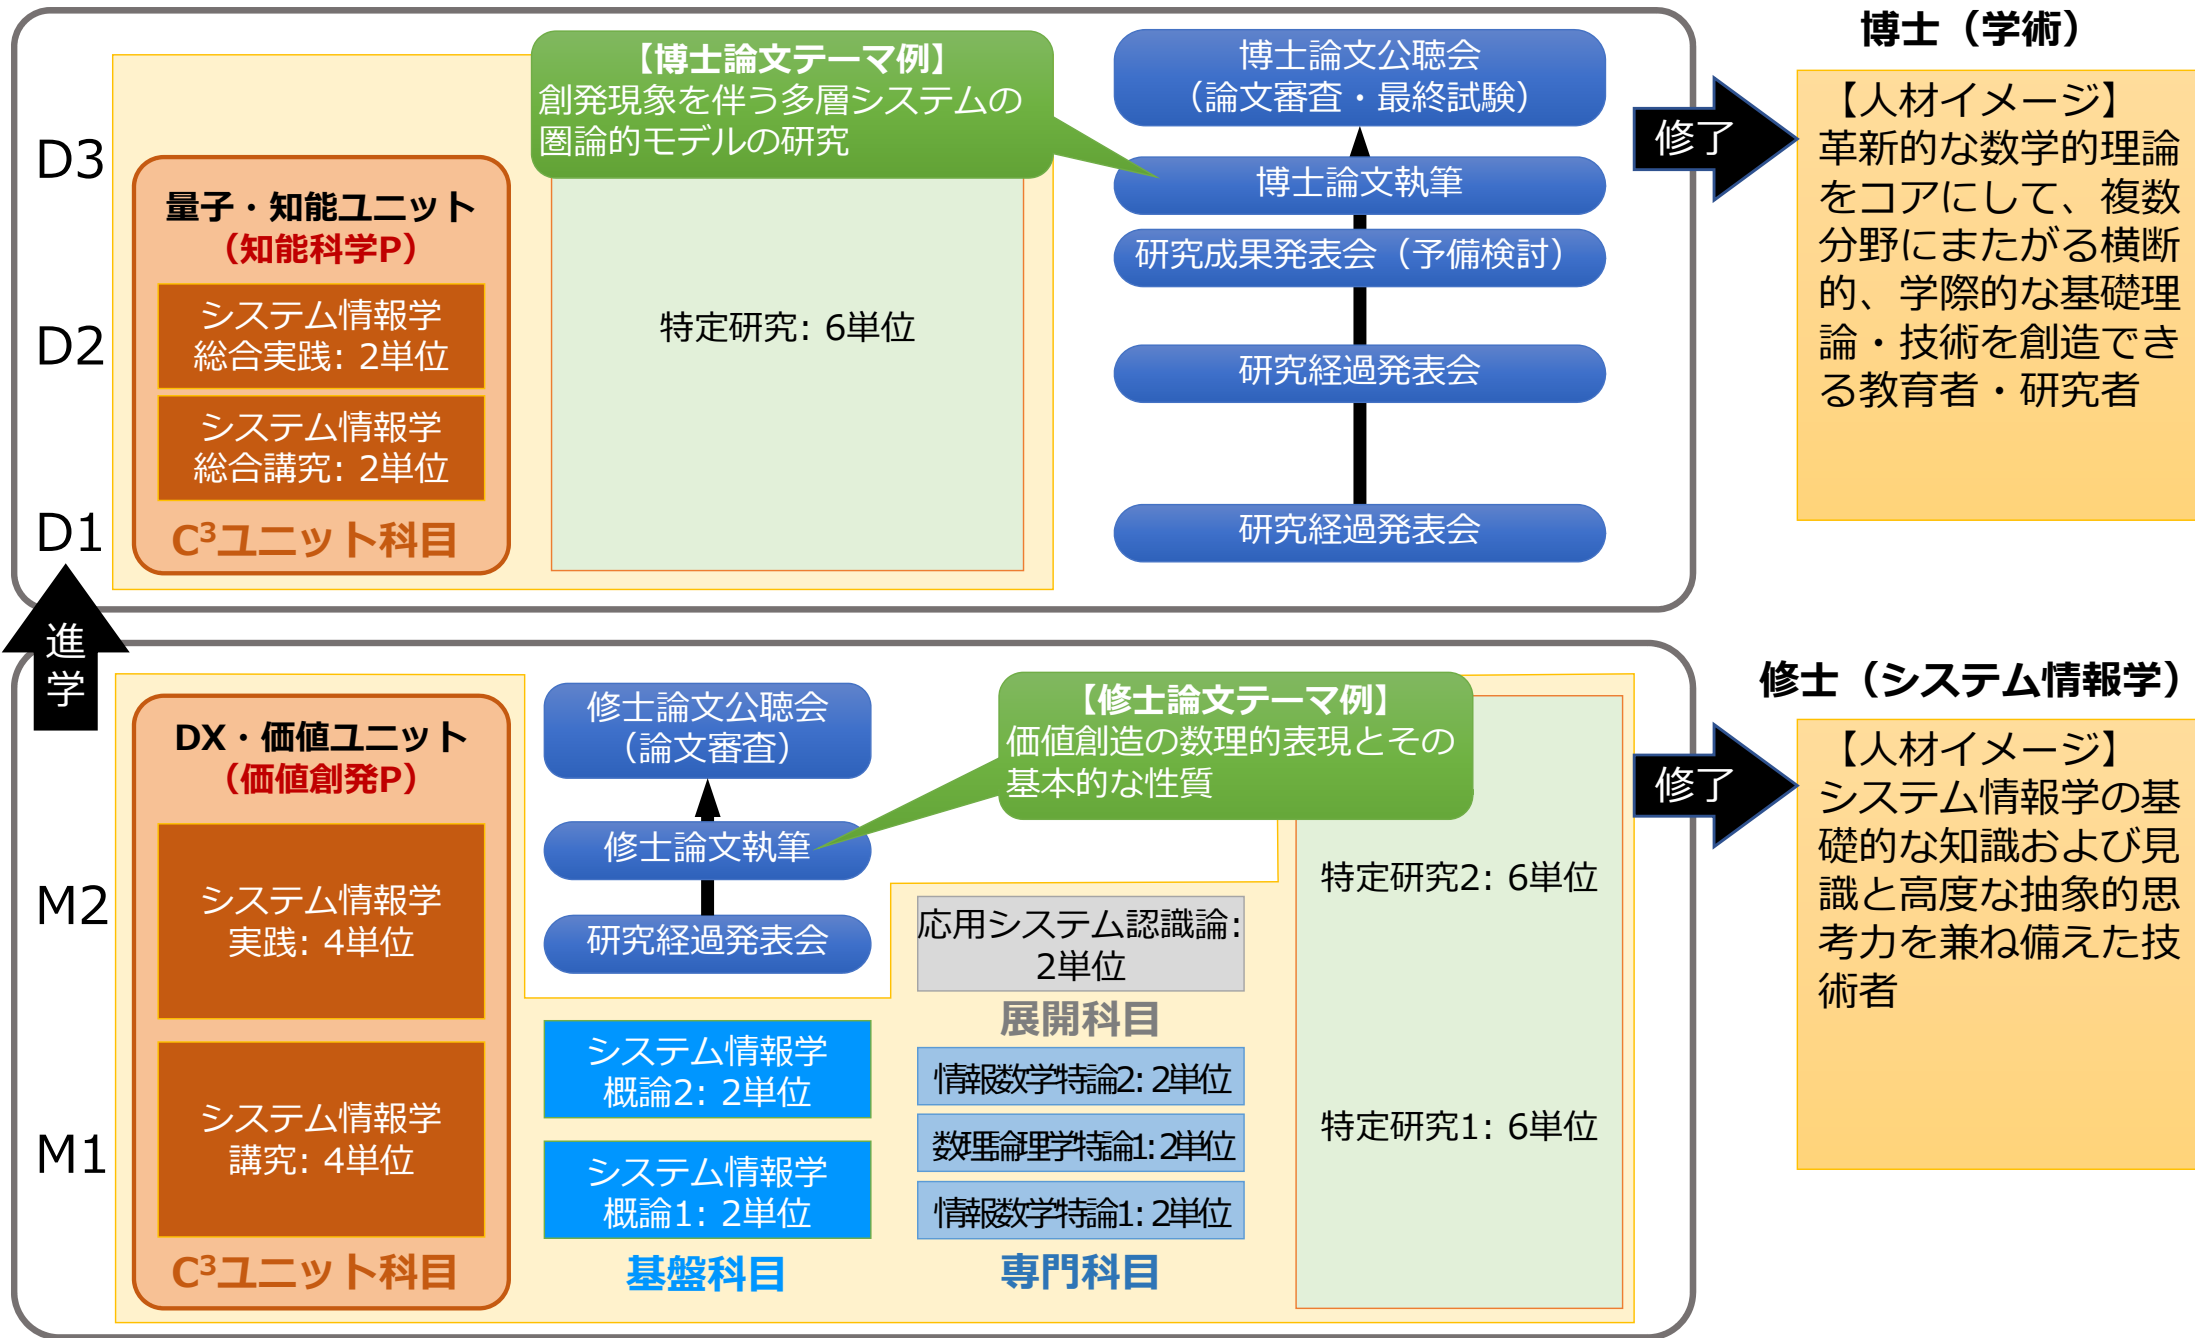 博士（学術）
【博士論文テーマ例】
創発現象を伴う多層システムの
圏論的モデルの研究
博士論文公聴会
（論文審査・最終試験）
博士論文執筆
研究成果発表会（予備検討）
研究経過発表会
研究経過発表会
修了
【人材イメージ】
革新的な数学的理論
をコアにして、複数
分野にまたがる横断
的、学際的な基礎理
論・技術を創造でき
る教育者・研究者
D3
D2
D1
量子・知能ユニット
（知能科学P）
システム情報学
総合実践: 2単位
システム情報学
総合講究: 2単位
C³ユニット科目
特定研究: 6単位
進
学
修士（システム情報学）
DX・価値ユニット
（価値創発P）
システム情報学
実践: 4単位
システム情報学
講究: 4単位
C³ユニット科目
M2
M1
修士論文公聴会
（論文審査）
修士論文執筆
研究経過発表会
【修士論文テーマ例】
価値創造の数理的表現とその
基本的な性質
システム情報学
概論2: 2単位
システム情報学
概論1: 2単位
基盤科目
応用システム認識論:
2単位
展開科目
情報数学特論2: 2単位
数理論理学特論1: 2単位
情報数学特論1: 2単位
専門科目
特定研究2: 6単位
特定研究1: 6単位
修了
【人材イメージ】
システム情報学の基
礎的な知識および見
識と高度な抽象的思
考力を兼ね備えた技
術者